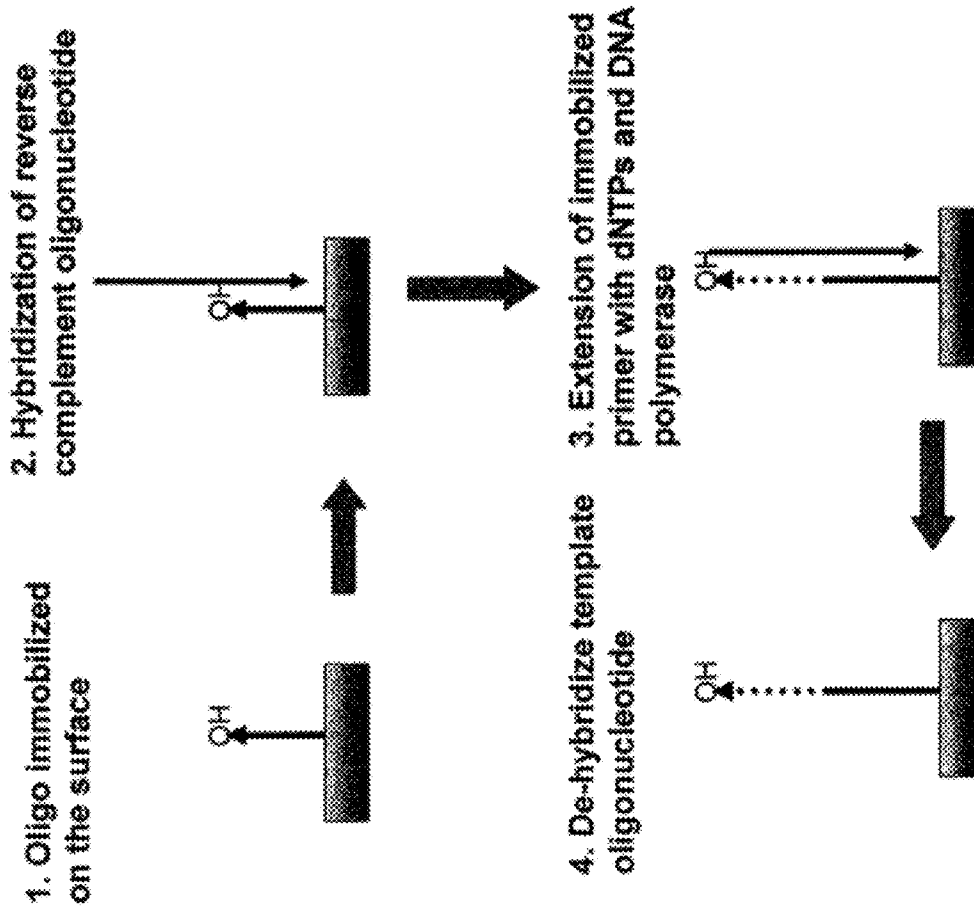 1. Oligo immobilized
on the surface
OH
2. Hybridization of reverse
complement oligonucleotide
OH
3. Extension of immobilized
primer with dNTPs and DNA
polymerase
OH
4. De-hybridize template
oligonucleotide
OH